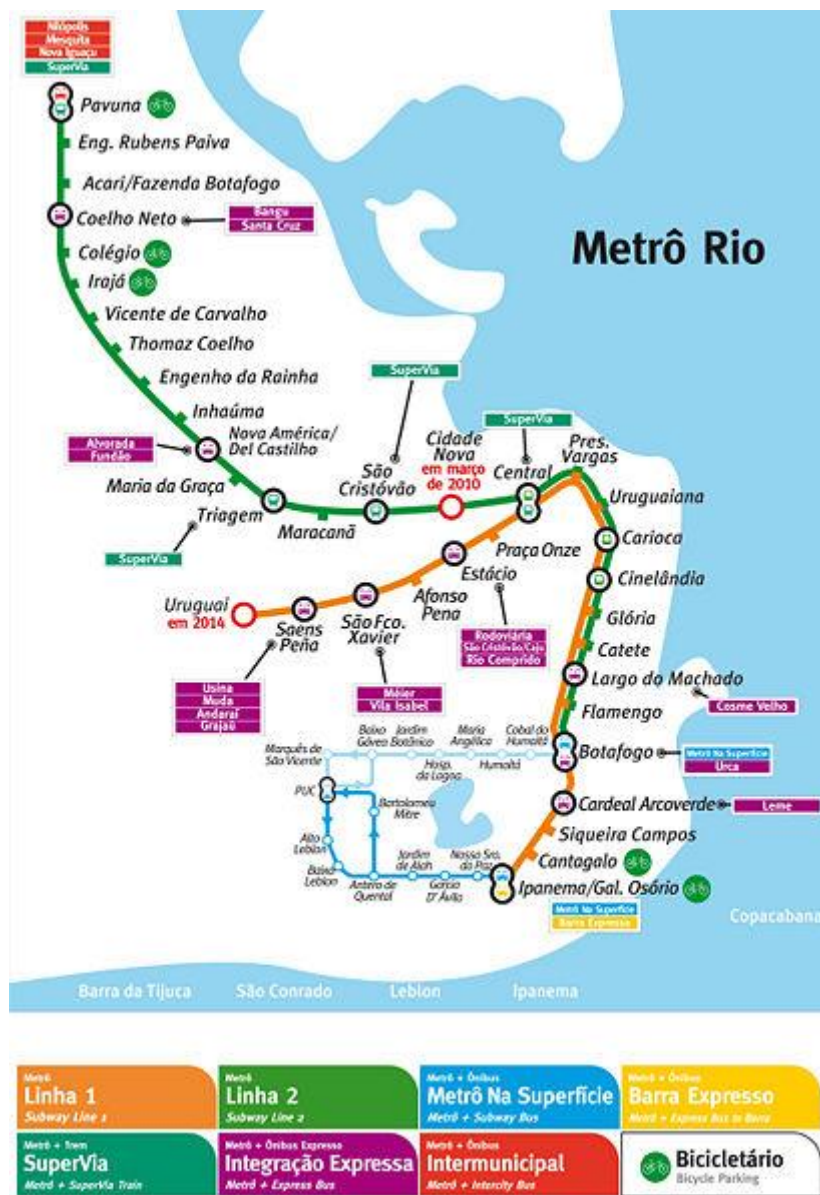 Nilópolis
Mesquita
Nova Iguaçu
SuperVia
Pavuna
Eng. Rubens Paiva
Acari/Fazenda Botafogo
Coelho Neto
Bangu
Santa Cruz
Metrô Rio
Colégio
Irajá
Vicente de Carvalho
Thomaz Coelho
Engenho da Rainha
SuperVia
Inhaúma
SuperVia
Alvorada
Fundão
Nova América/
Del Castilho
Cidade
Nova
em março
de 2010
Pres.
Vargas
Central
São
Cristóvão
Maria da Graça
Uruguaiana
Triagem
Maracanã
Carioca
SuperVia
Praça Onze
Estácio
Cinelândia
Afonso
Pena
Uruguai
em 2014
Saens
Peña
São Fco.
Xavier
Glória
Rodoviária
São Cristóvão/Caju
Rio Comprido
Catete
Largo do Machado
Usina
Muda
Andaraí
Grajaú
Méier
Vila Isabel
Cosme Velho
Flamengo
Marquês de
São Vicente
Baixo
Gávea
Jardim
Botânico
Maria
Angélica
Cobal do
Humaitá
Hosp.
da Lagoa
Humaitá
Botafogo
Metrô Na Superfície
Urca
PUC
Bartolomeu
Mitre
Cardeal Arcoverde
Leme
Siqueira Campos
Alto
Leblon
Baixo
Leblon
Antero de
Quental
Jardim
de Alah
Garcia
D'Ávila
Nossa Sra.
da Paz
Cantagalo
Ipanema/Gal. Osório
Metrô Na Superfície
Barra Expresso
Copacabana
Barra da Tijuca
São Conrado
Leblon
Ipanema
Metrô
Linha 1
Subway Line 1
Metrô
Linha 2
Subway Line 2
Metrô + Ônibus
Metrô Na Superfície
Metrô + Subway Bus
Metrô + Ônibus
Barra Expresso
Metrô + Express Bus to Barra
Metrô + Trem
SuperVia
Metrô + SuperVia Train
Metrô + Ônibus Expresso
Integração Expressa
Metrô + Express Bus
Metrô + Ônibus
Intermunicipal
Metrô + Intercity Bus
Bicicletário
Bicycle Parking